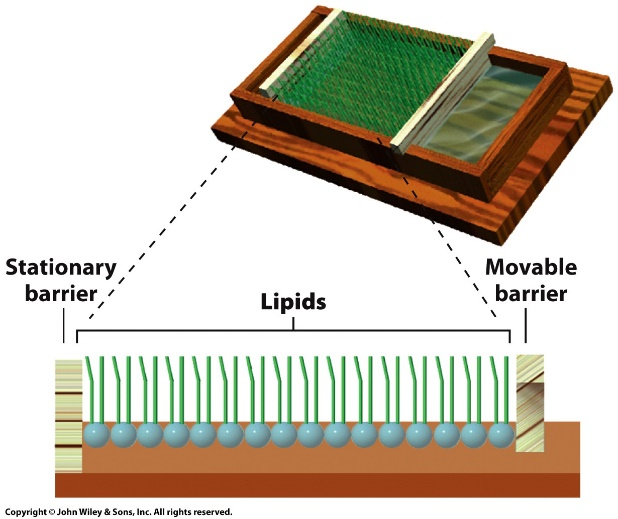 Stationary
barrier
Lipids
Movable
barrier
Copyright © John Wiley & Sons, Inc. All rights reserved.